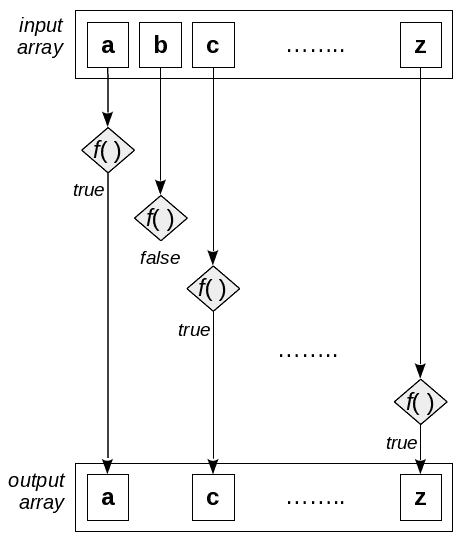 input
array
a b c ........ z
f( )
true
f( )
false
f( )
true
........
f( )
true
output
array
a c ........ z